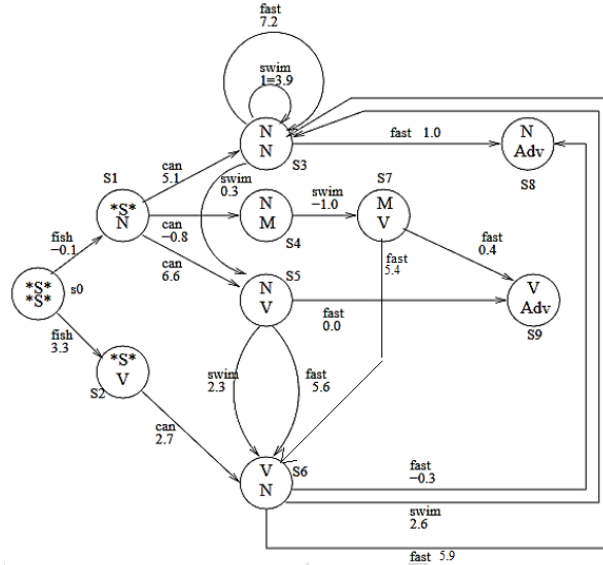 fast
7.2
swim
1=3.9
N
N
S3
fast 1.0
N
Adv
S8
S1
can
5.1
swim
0.3
*S*
N
can
−0.8
N
M
S4
swim
−1.0
S7
M
V
can
6.6
fish
−0.1
s0
*S*
*S*
S5
N
V
fast
0.0
fast
5.4
fast
0.4
V
Adv
S9
fish
3.3
*S*
V
S2
swim
2.3
fast
5.6
can
2.7
V
N
S6
fast
−0.3
swim
2.6
fast 5.9